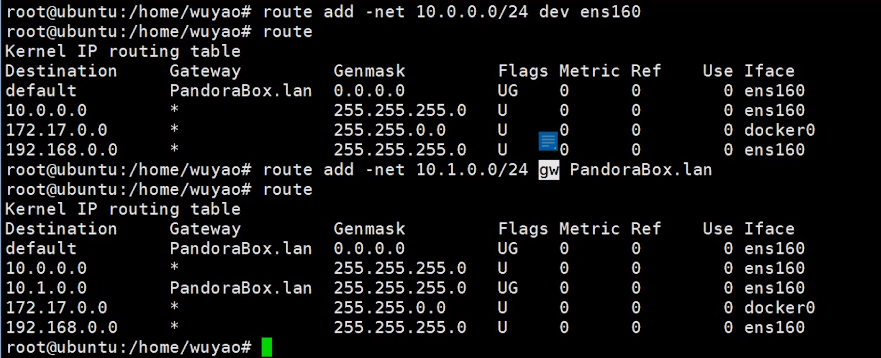 root@ubuntu:/home/wuyao# route add -net 10.0.0.0/24 dev ens160
root@ubuntu:/home/wuyao# route
Kernel IP routing table
Destination     Gateway         Genmask         Flags Metric Ref    Use Iface
default         PandoraBox.lan  0.0.0.0         UG    0      0        0 ens160
10.0.0.0        *               255.255.255.0   U     0      0        0 ens160
172.17.0.0      *               255.255.0.0     U     0      0        0 docker0
192.168.0.0     *               255.255.255.0   U     0      0        0 ens160
root@ubuntu:/home/wuyao# route add -net 10.1.0.0/24 gw PandoraBox.lan
root@ubuntu:/home/wuyao# route
Kernel IP routing table
Destination     Gateway         Genmask         Flags Metric Ref    Use Iface
default         PandoraBox.lan  0.0.0.0         UG    0      0        0 ens160
10.0.0.0        *               255.255.255.0   U     0      0        0 ens160
10.1.0.0        PandoraBox.lan  255.255.255.0   UG    0      0        0 ens160
172.17.0.0      *               255.255.0.0     U     0      0        0 docker0
192.168.0.0     *               255.255.255.0   U     0      0        0 ens160
root@ubuntu:/home/wuyao#